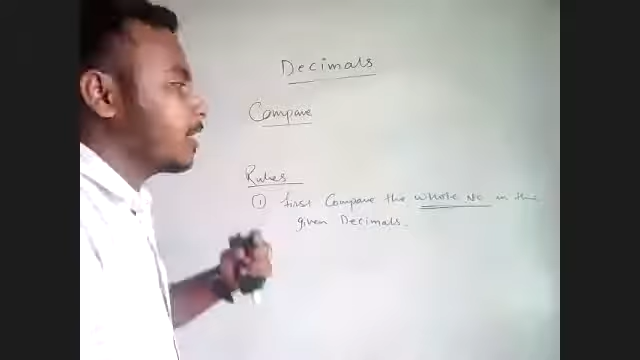 Decimals
Compare
Rules
① first Compare the whole No in the
given Decimals.